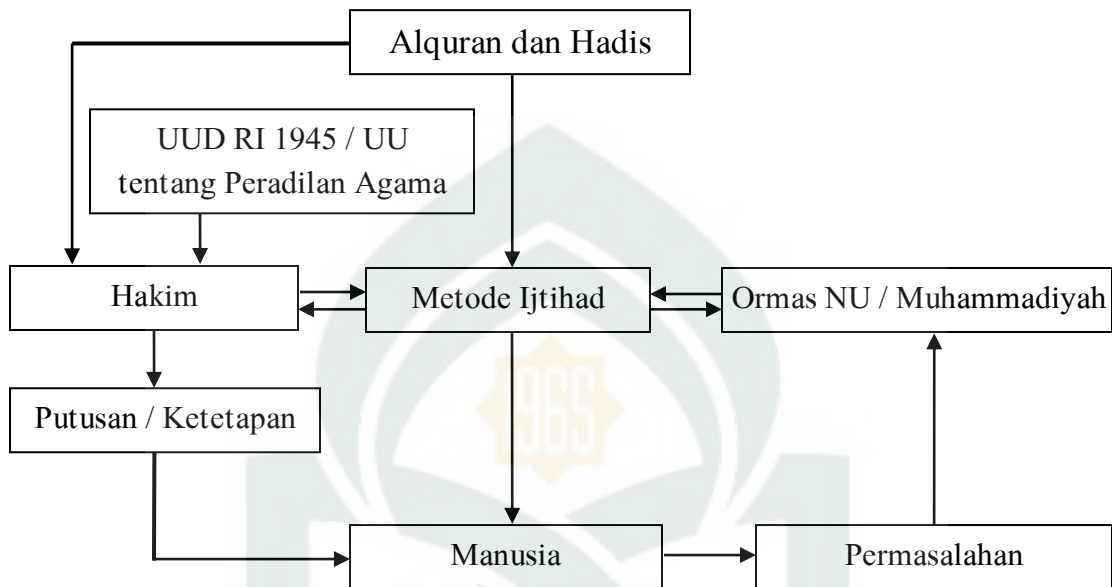 Alquran dan Hadis
UUD RI 1945 / UU
tentang Peradilan Agama
Hakim
Metode Ijtihad
Ormas NU / Muhammadiyah
Putusan / Ketetapan
965
Manusia
Permasalahan